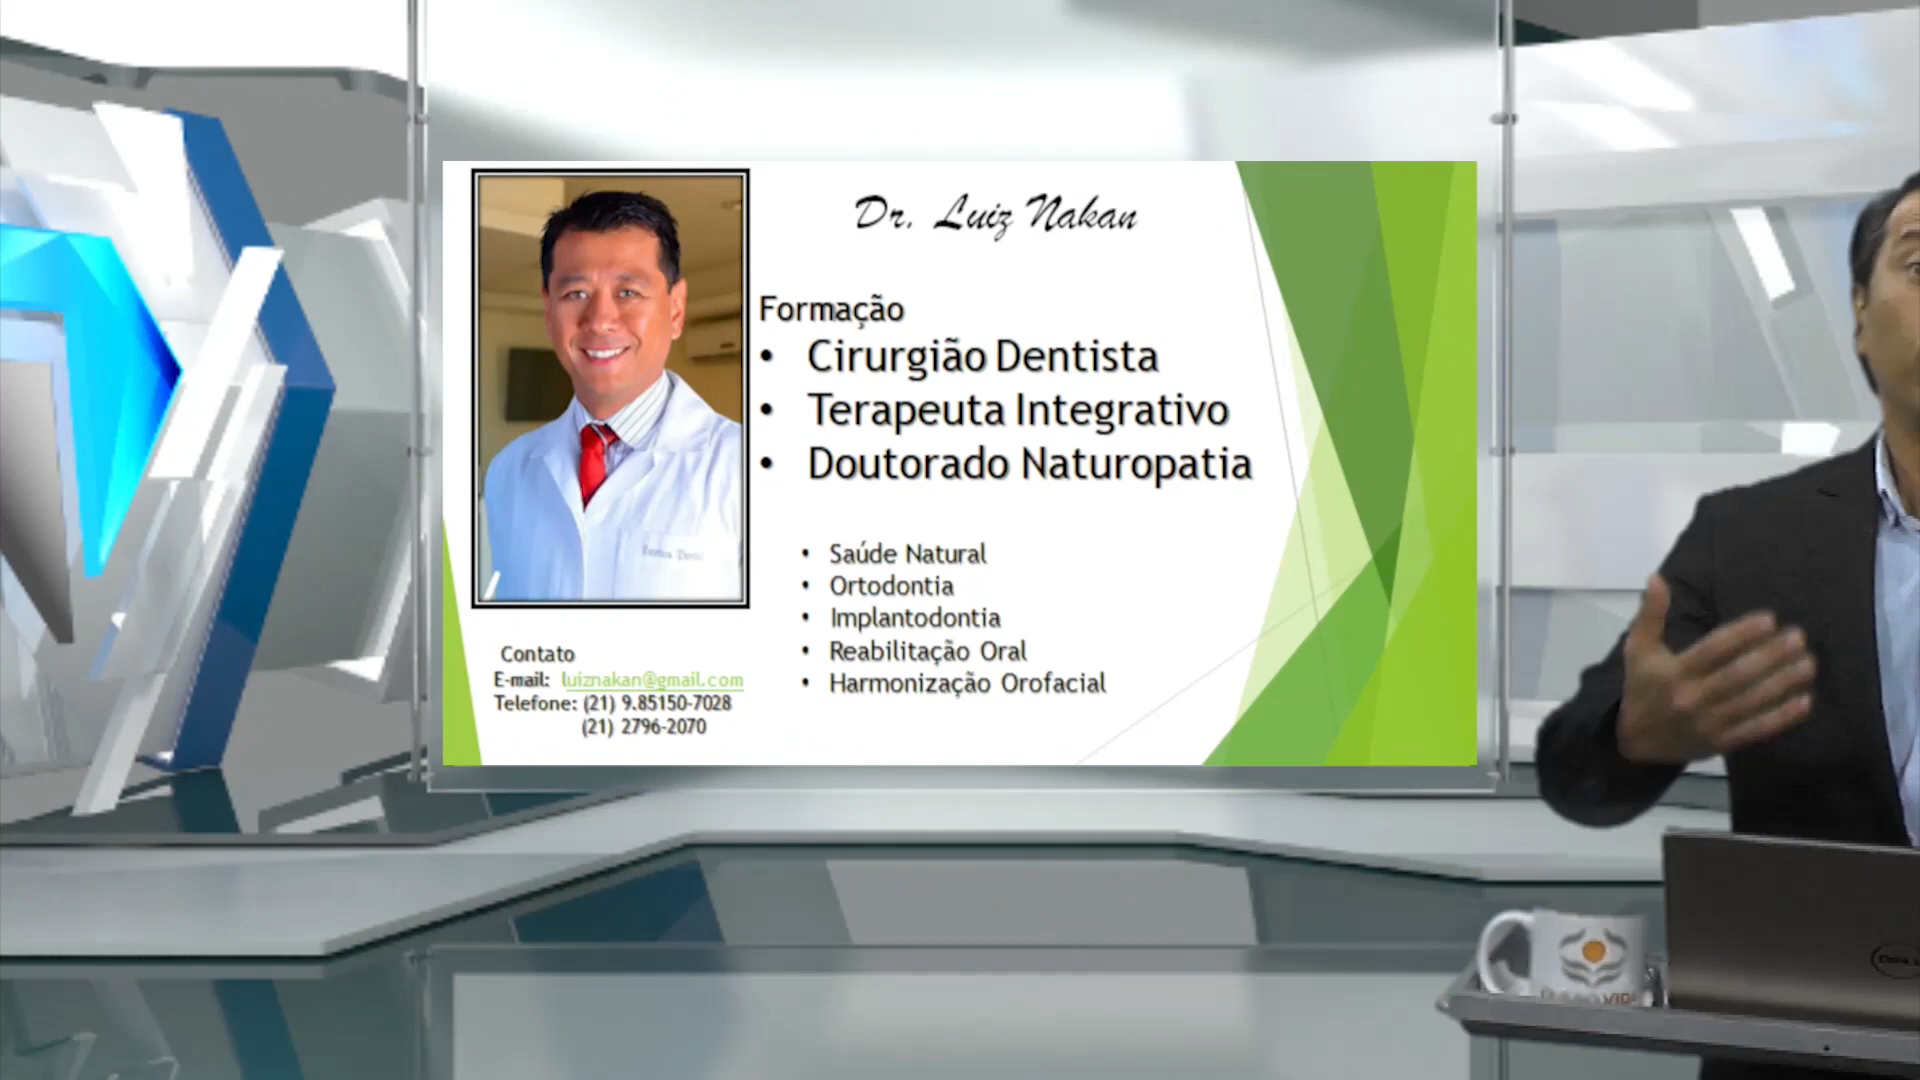 Dr. Luiz Nakan
Formação
• Cirurgião Dentista
• Terapeuta Integrativo
• Doutorado Naturopatia
• Saúde Natural
• Ortodontia
• Implantodontia
• Reabilitação Oral
• Harmonização Orofacial
Contato
E-mail: luiznakan@gmail.com
Telefone: (21) 9.85150-7028
(21) 2796-2070